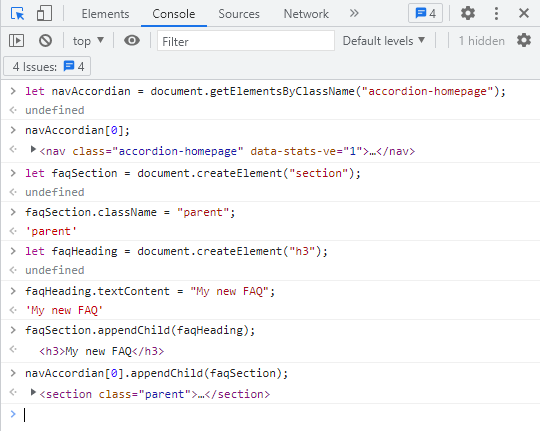 Elements Console Sources Network 4
top Filter Default levels 1 hidden
4 Issues: 4
let navAccordian = document.getElementsByClassName("accordion-homepage");
undefined
navAccordian[0];
<nav class="accordion-homepage" data-stats-ve="1">…</nav>
let faqSection = document.createElement("section");
undefined
faqSection.className = "parent";
'parent'
let faqHeading = document.createElement("h3");
undefined
faqHeading.textContent = "My new FAQ";
'My new FAQ'
faqSection.appendChild(faqHeading);
<h3>My new FAQ</h3>
navAccordian[0].appendChild(faqSection);
<section class="parent">…</section>